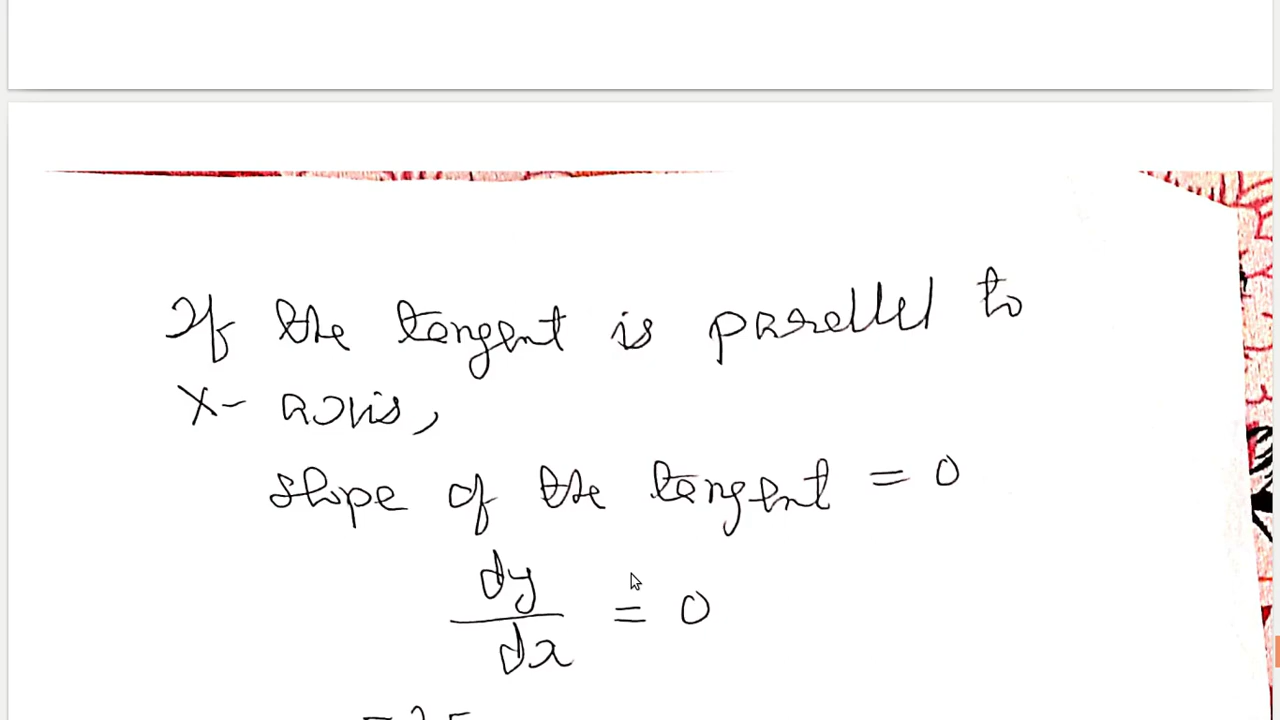 If the tangent is parallel to
X- axis,
slope of the tangent = 0
dy
dx = 0